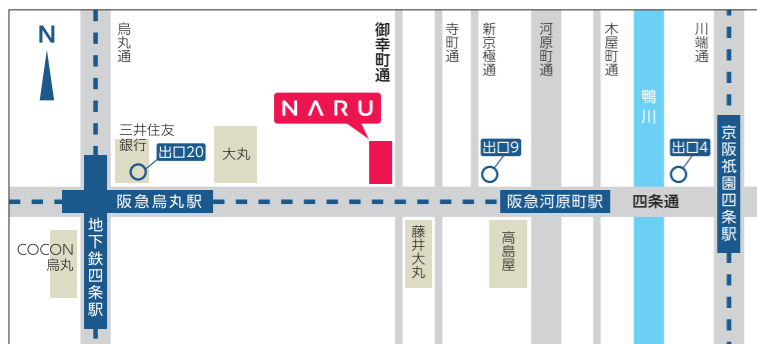 N
烏丸通
御幸町通
寺町通
新京極通
河原町通
木屋町通
川端通
鴨川
NARU
三井住友
銀行
出口20
大丸
出口9
出口4
京阪祇園四条駅
阪急烏丸駅
阪急河原町駅
四条通
地下鉄四条駅
COCON
烏丸
藤井大丸
高島屋